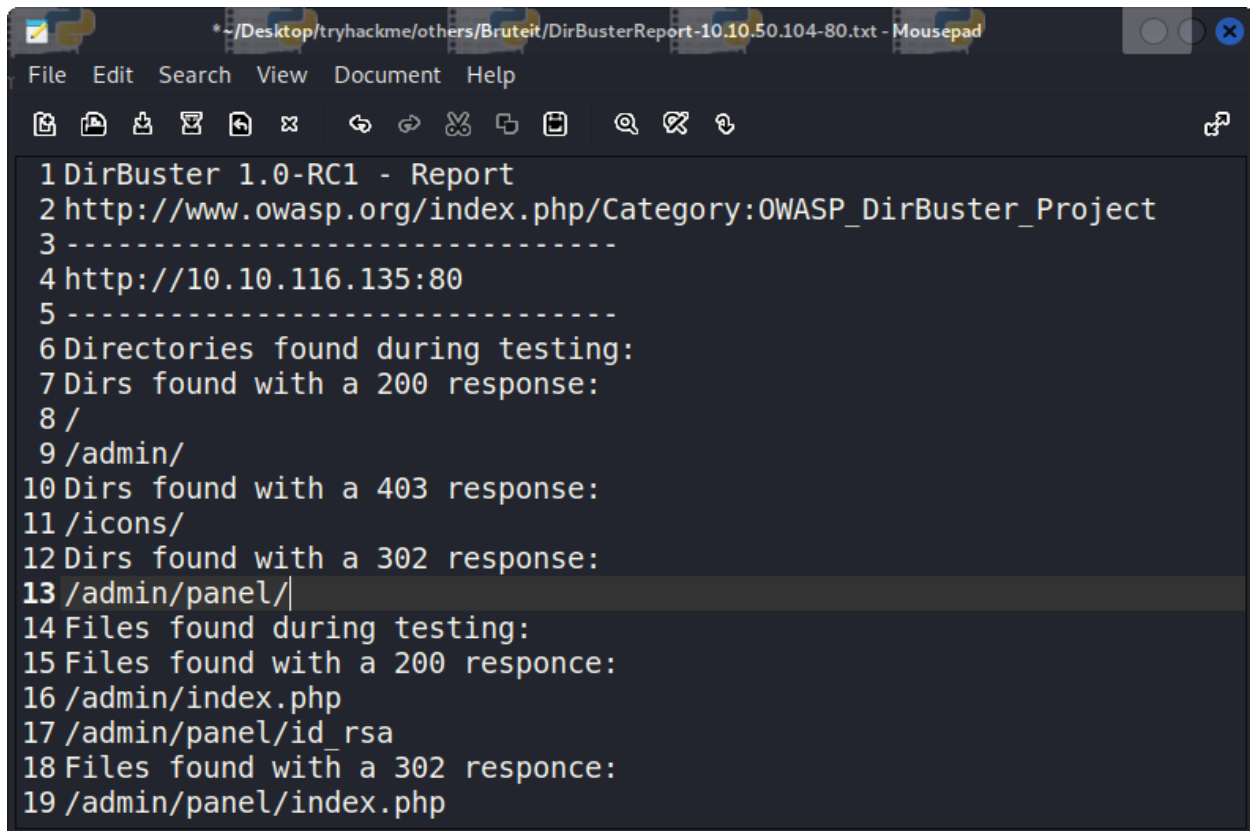 *~/Desktop/tryhackme/others/Bruteit/DirBusterReport-10.10.50.104-80.txt - Mousepad
File Edit Search View Document Help
1 DirBuster 1.0-RC1 - Report
2 http://www.owasp.org/index.php/Category:OWASP_DirBuster_Project
3 --------------------------------
4 http://10.10.116.135:80
5 --------------------------------
6 Directories found during testing:
7 Dirs found with a 200 response:
8 /
9 /admin/
10 Dirs found with a 403 response:
11 /icons/
12 Dirs found with a 302 response:
13 /admin/panel/
14 Files found during testing:
15 Files found with a 200 responce:
16 /admin/index.php
17 /admin/panel/id_rsa
18 Files found with a 302 responce:
19 /admin/panel/index.php